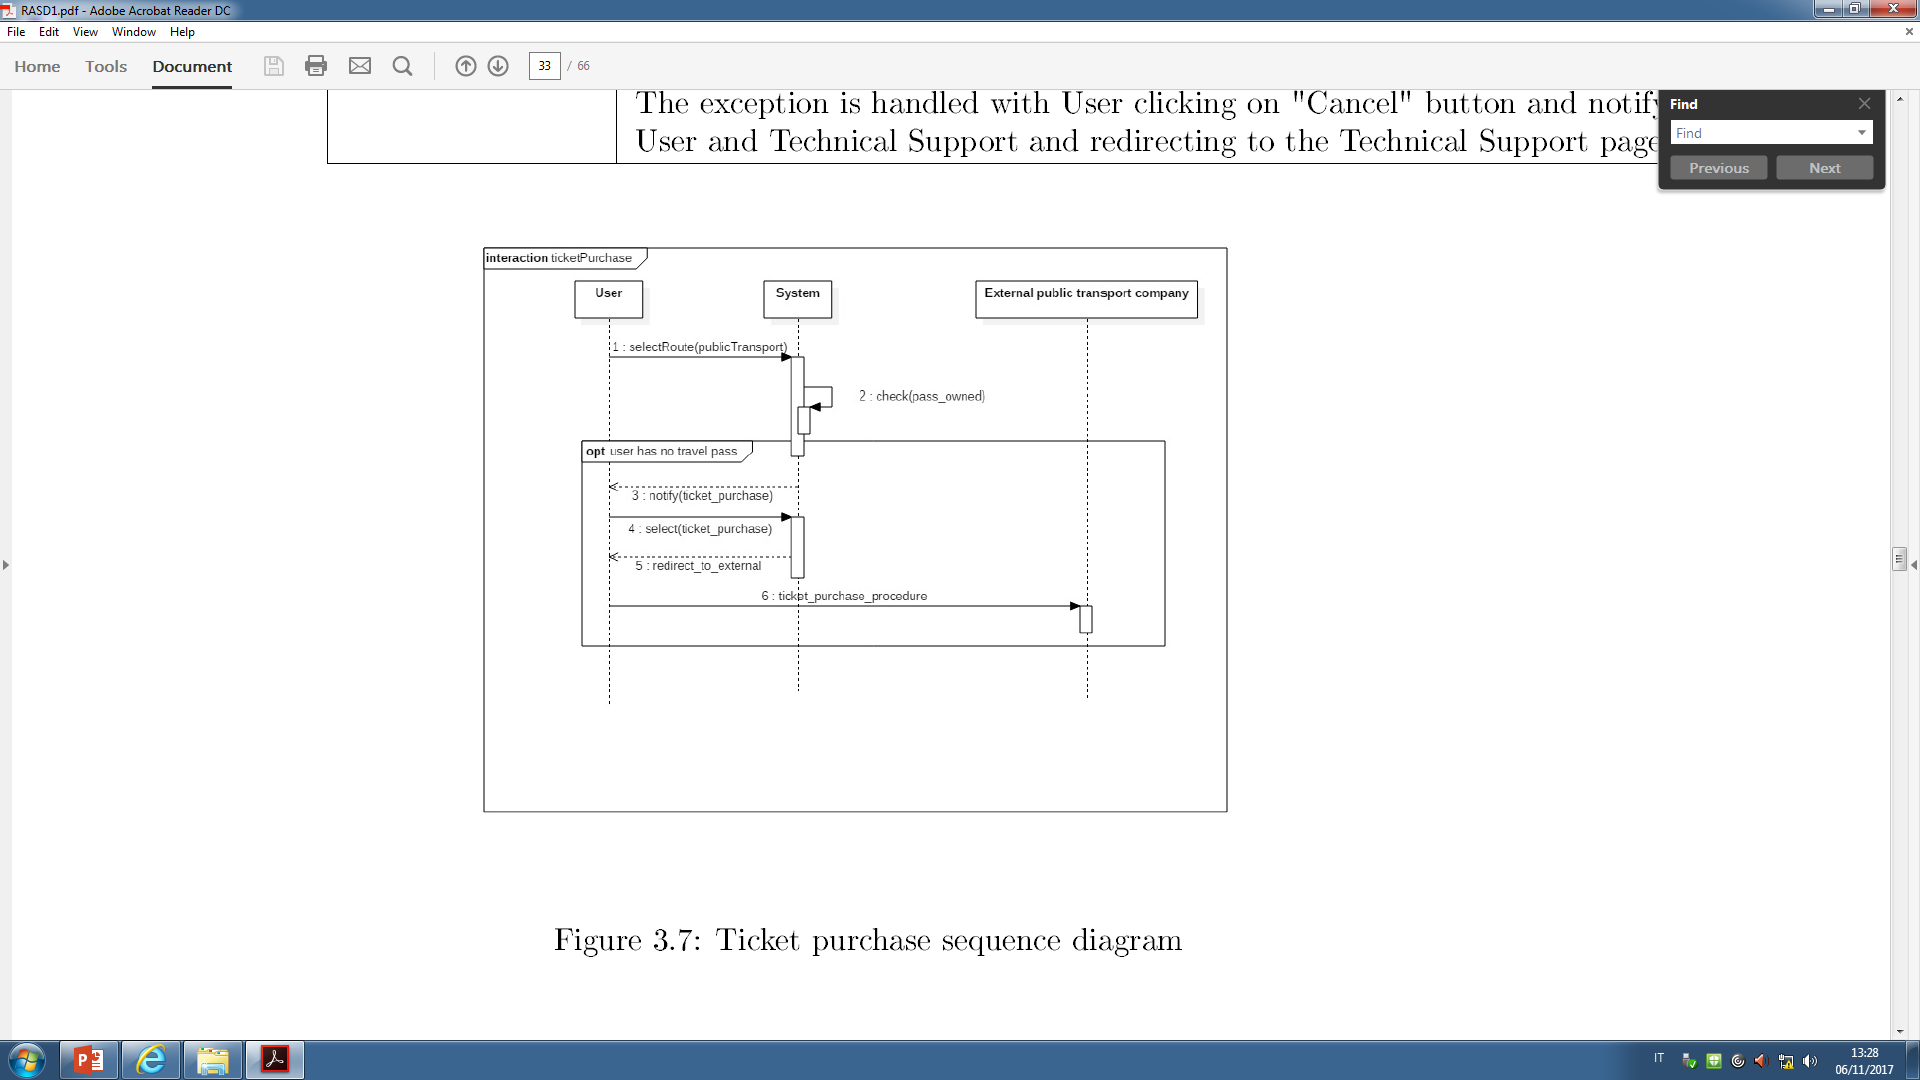 RASD1.pdf - Adobe Acrobat Reader DC
File Edit View Window Help
Home Tools Document 33 / 66
The exception is handled with User clicking on "Cancel" button and notify
User and Technical Support and redirecting to the Technical Support page
Find
Find
Previous Next
interaction ticketPurchase
User System External public transport company
1 : selectRoute(publicTransport)
2 : check(pass_owned)
opt user has no travel pass
3 : notify(ticket_purchase)
4 : select(ticket_purchase)
5 : redirect_to_external
6 : ticket_purchase_procedure
Figure 3.7: Ticket purchase sequence diagram
IT
13:28
06/11/2017